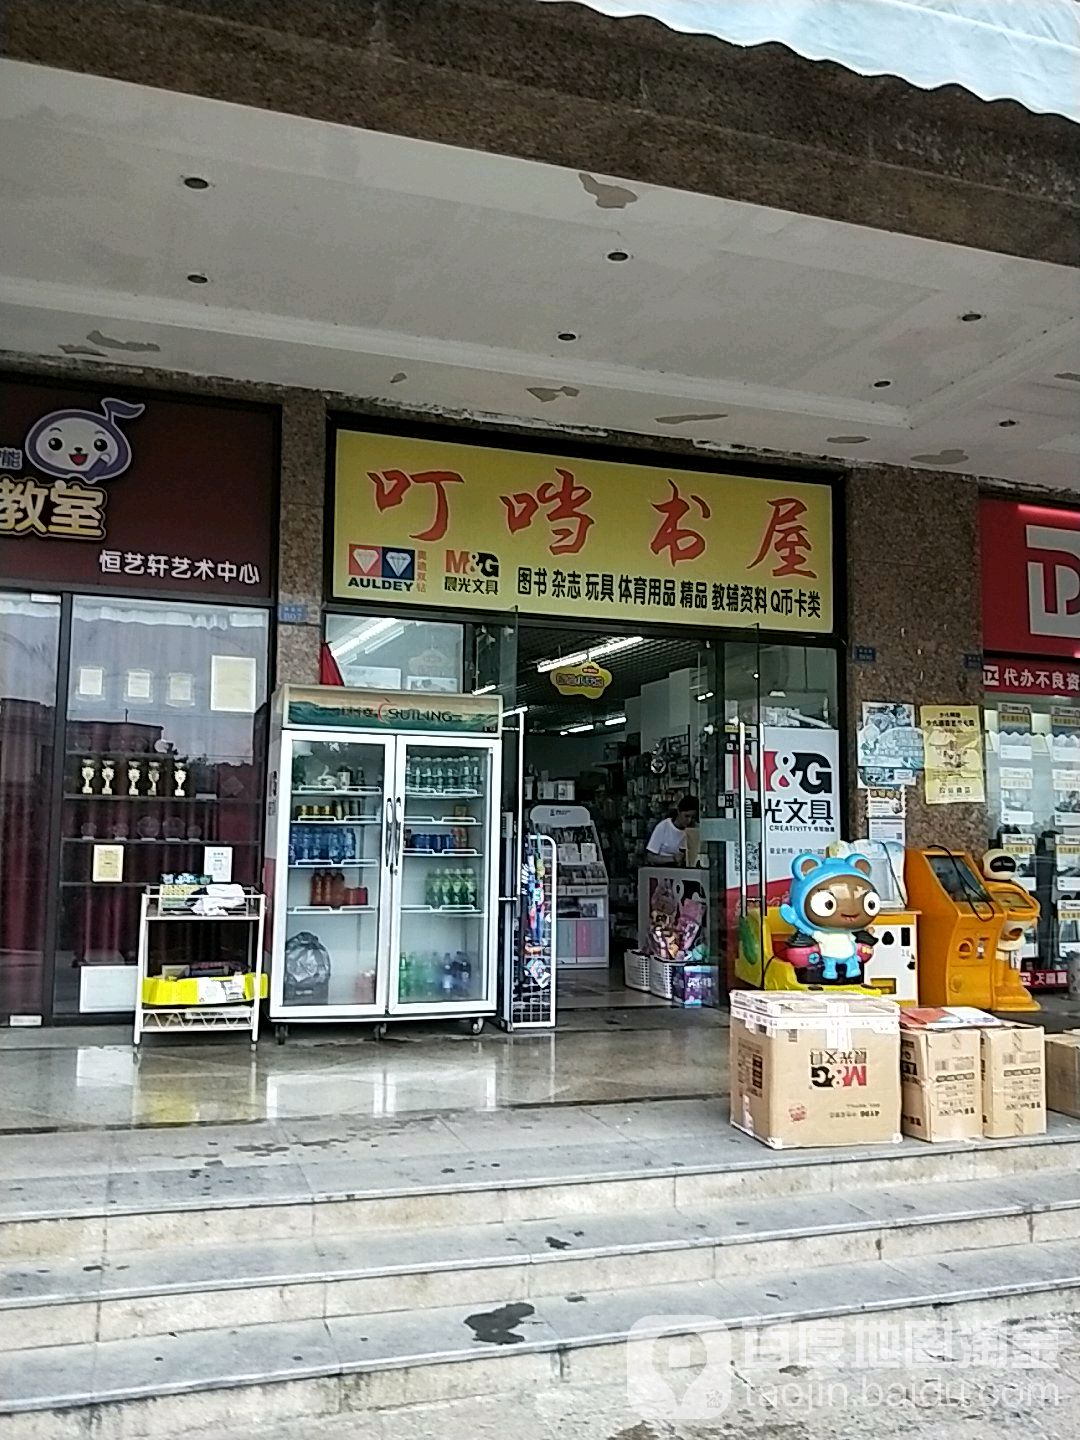 能
教室
恒艺轩艺术中心
叮当书屋
AULDEY
奥迪双钻
M&G
晨光文具
图书 杂志 玩具 体育用品 精品 教辅资料 Q币卡类
SUILING
M&G
光文具
CREATIVITY
代办不良资
M&G
晨光文具
百度地图淘金
taojin.baidu.com